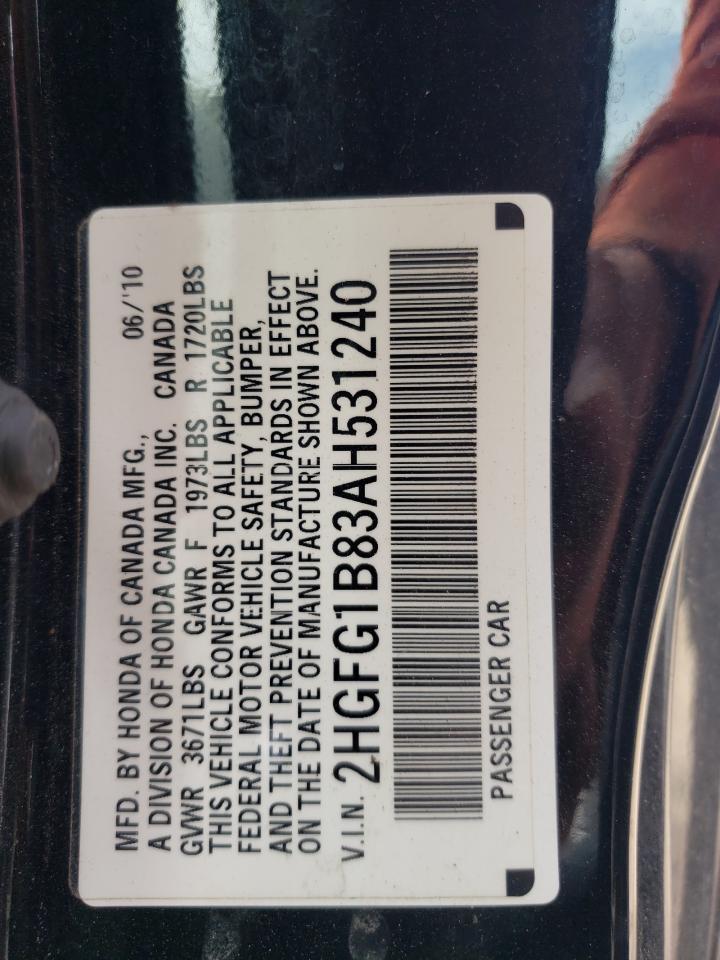 MFD. BY HONDA OF CANADA MFG., 06/'10
A DIVISION OF HONDA CANADA INC. CANADA
GVWR 3671LBS GAWR F 1973LBS R 1720LBS
THIS VEHICLE CONFORMS TO ALL APPLICABLE
FEDERAL MOTOR VEHICLE SAFETY, BUMPER,
AND THEFT PREVENTION STANDARDS IN EFFECT
ON THE DATE OF MANUFACTURE SHOWN ABOVE.
V.I.N. 2HGFG1B83AH531240
PASSENGER CAR